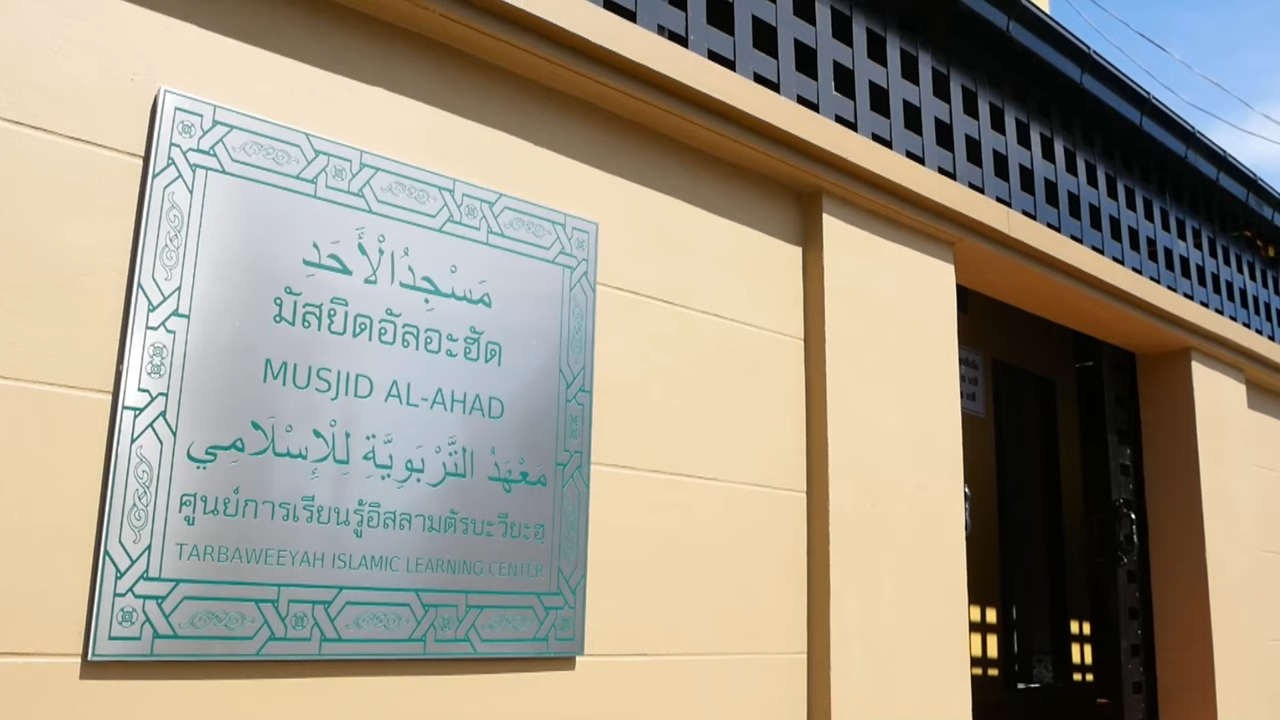 مَسْجِدُالْأَحَدِ
มัสยิดอัลอะฮัด
MUSJID AL-AHAD
مَعْهَدُ التَّرْبَوِيَّةِ لِلْإِسْلَامِي
ศูนย์การเรียนรู้อิสลามตัรบะวียะฮฺ
TARBAWEEYAH ISLAMIC LEARNING CENTER